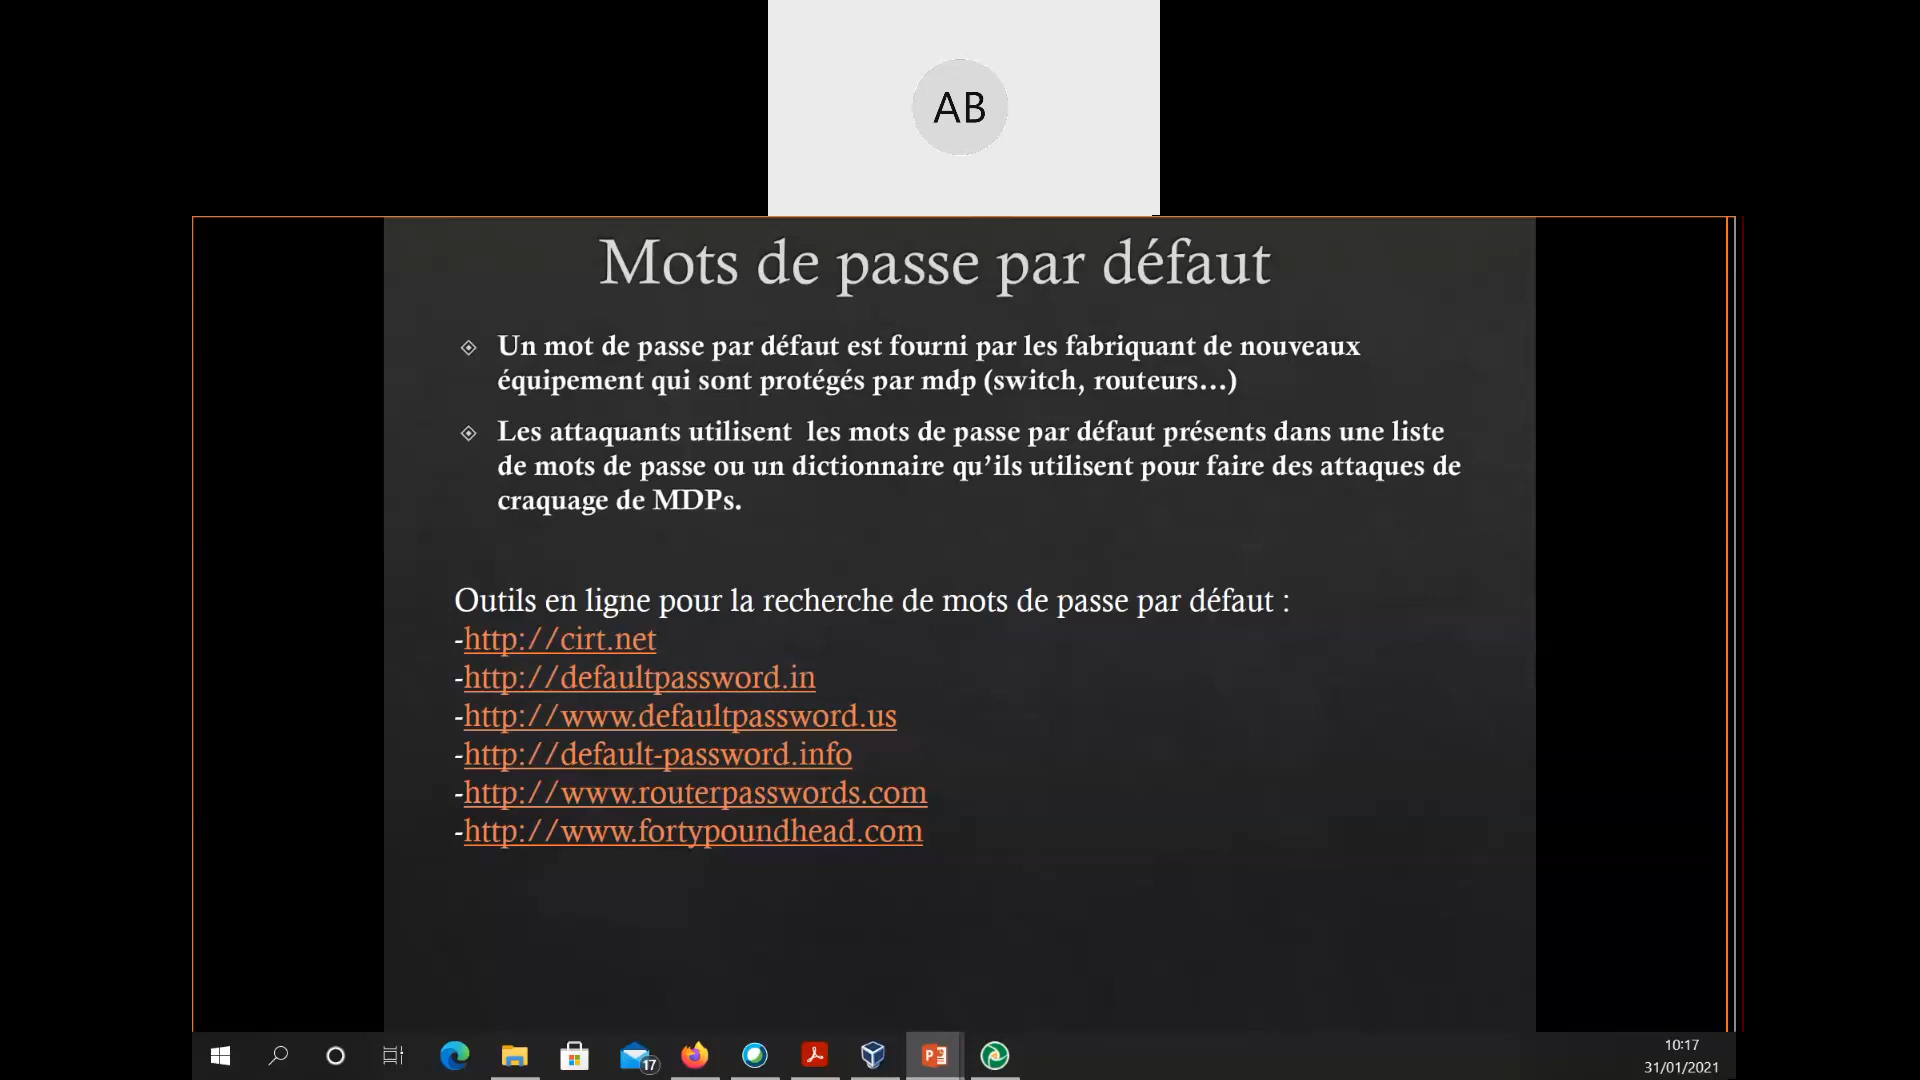 AB
Mots de passe par défaut
Un mot de passe par défaut est fourni par les fabriquant de nouveaux
équipement qui sont protégés par mdp (switch, routeurs…)
Les attaquants utilisent  les mots de passe par défaut présents dans une liste
de mots de passe ou un dictionnaire qu’ils utilisent pour faire des attaques de
craquage de MDPs.
Outils en ligne pour la recherche de mots de passe par défaut :
-http://cirt.net
-http://defaultpassword.in
-http://www.defaultpassword.us
-http://default-password.info
-http://www.routerpasswords.com
-http://www.fortypoundhead.com
17
10:17
31/01/2021